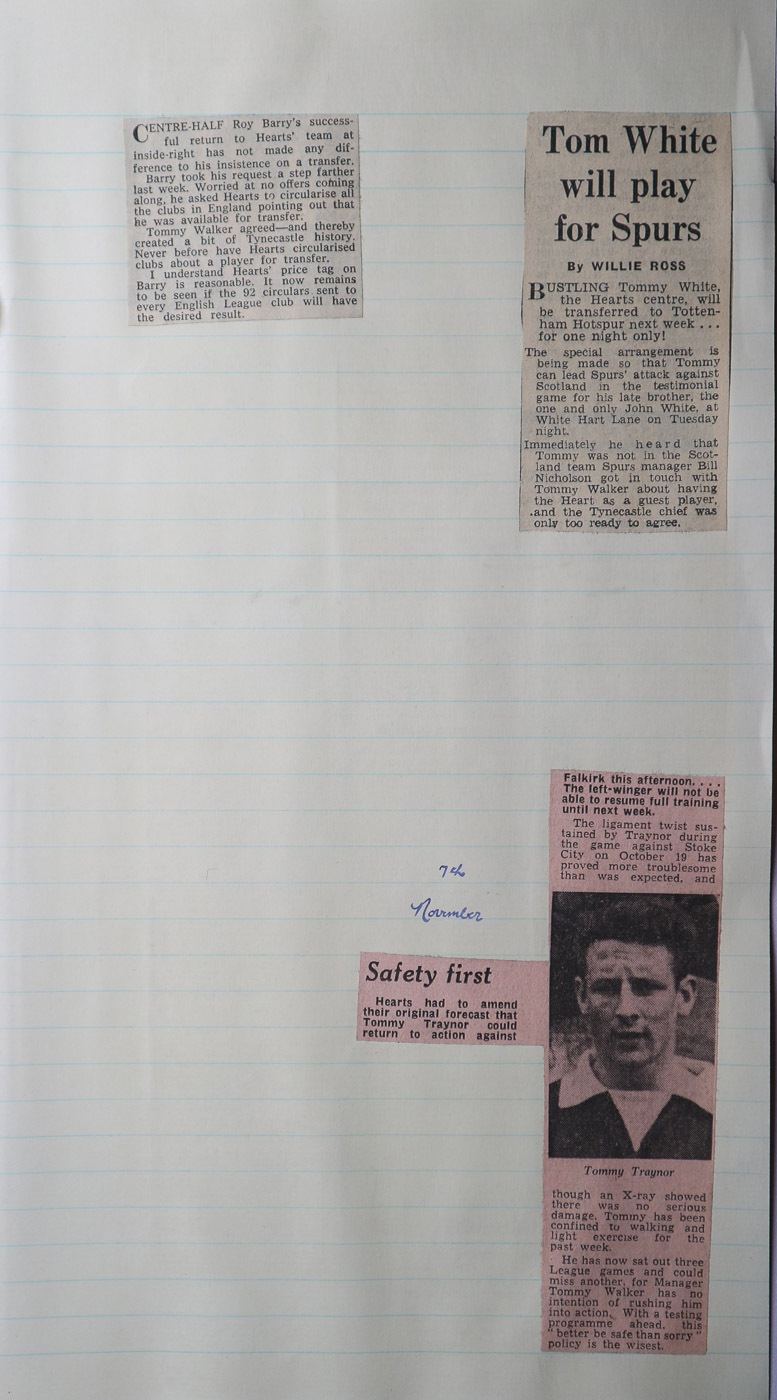 CENTRE-HALF Roy Barry's success-
ful return to Hearts' team at
inside-right has not made any dif-
ference to his insistence on a transfer.
Barry took his request a step farther
last week. Worried at no offers coming
along, he asked Hearts to circularise all
the clubs in England pointing out that
he was available for transfer.
Tommy Walker agreed—and thereby
created a bit of Tynecastle history.
Never before have Hearts circularised
clubs about a player for transfer.
I understand Hearts' price tag on
Barry is reasonable. It now remains
to be seen if the 92 circulars sent to
every English League club will have
the desired result.
Tom White
will play
for Spurs
By WILLIE ROSS
BUSTLING Tommy White,
the Hearts centre, will
be transferred to Totten-
ham Hotspur next week . . .
for one night only!
The special arrangement is
being made so that Tommy
can lead Spurs' attack against
Scotland in the testimonial
game for his late brother, the
one and only John White, at
White Hart Lane on Tuesday
night.
Immediately he heard that
Tommy was not in the Scot-
land team Spurs manager Bill
Nicholson got in touch with
Tommy Walker about having
the Heart as a guest player,
.and the Tynecastle chief was
only too ready to agree.
7th
November
Safety first
Hearts had to amend
their original forecast that
Tommy Traynor could
return to action against
Falkirk this afternoon. . . .
The left-winger will not be
able to resume full training
until next week.
The ligament twist sus-
tained by Traynor during
the game against Stoke
City on October 19 has
proved more troublesome
than was expected, and
Tommy Traynor
though an X-ray showed
there was no serious
damage, Tommy has been
confined to walking and
light exercise for the
past week.
He has now sat out three
League games and could
miss another, for Manager
Tommy Walker has no
intention of rushing him
into action. With a testing
programme ahead, this
" better be safe than sorry "
policy is the wisest.